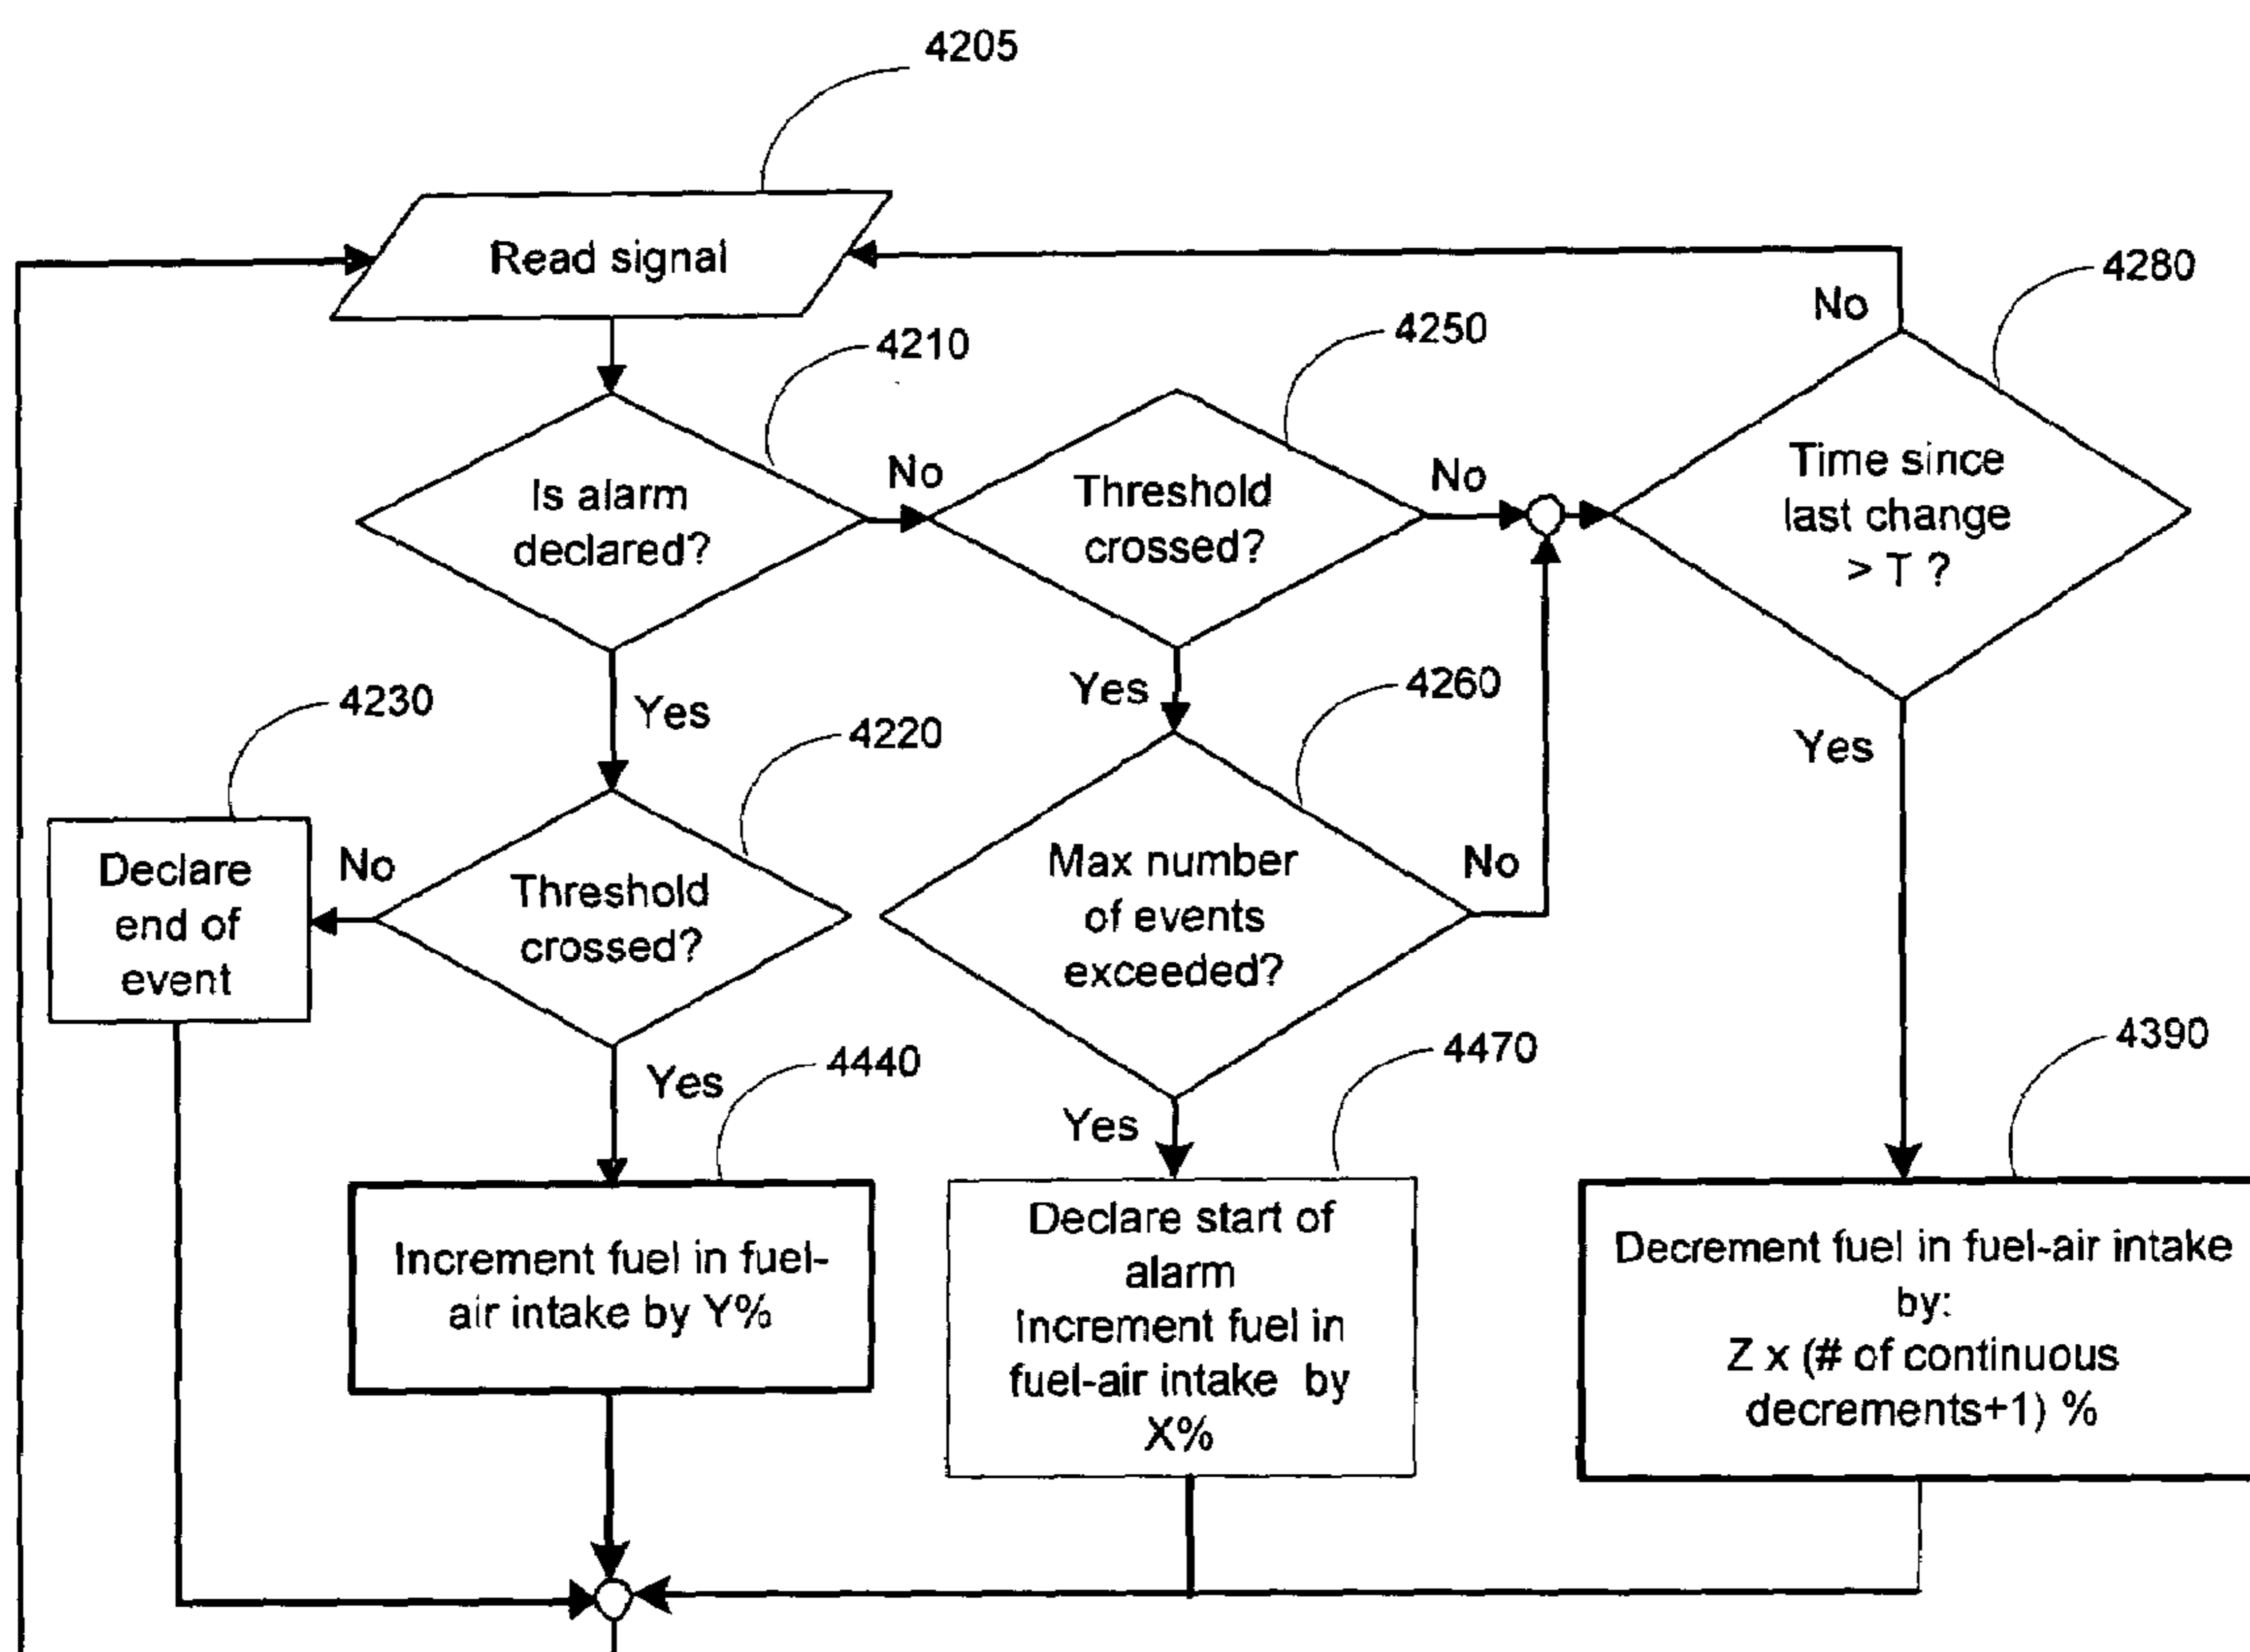 4205
Read signal
4280
No
4250
4210
No
No
Time since
last change
> T ?
Is alarm
declared?
Threshold
crossed?
Yes
4260
4230
Yes
4220
Yes
Declare
end of
event
No
Threshold
crossed?
Max number
of events
exceeded?
No
4390
4470
4440
Yes
Yes
Increment fuel in fuel-
air intake by Y%
Declare start of
alarm
Increment fuel in
fuel-air intake by
X%
Decrement fuel in fuel-air intake
by:
Z x (# of continuous
decrements+1) %